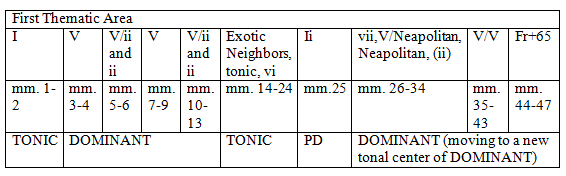 First Thematic Area
I V V/ii and ii V V/ii and ii Exotic Neighbors, tonic, vi Ii vii,V/Neapolitan, Neapolitan, (ii) V/V Fr+65
mm. 1-2 mm. 3-4 mm. 5-6 mm. 7-9 mm. 10-13 mm. 14-24 mm.25 mm. 26-34 mm. 35-43 mm. 44-47
TONIC DOMINANT TONIC PD DOMINANT (moving to a new tonal center of DOMINANT)